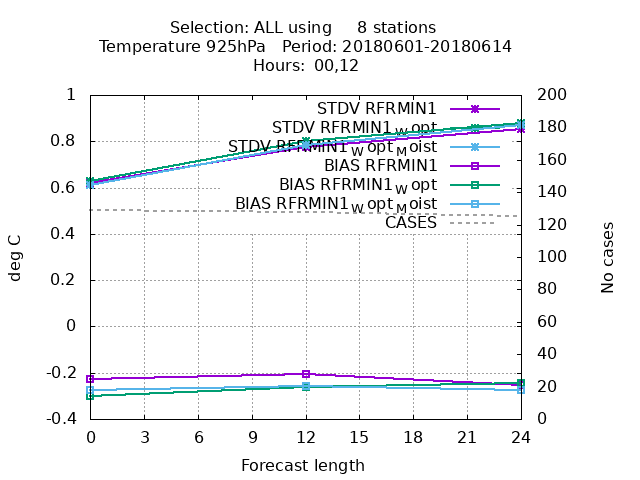 Selection: ALL using     8 stations
Temperature 925hPa   Period: 20180601-20180614
Hours:  00,12
1
0.8
0.6
0.4
0.2
0
-0.2
-0.4
deg C
STDV RFRMIN1
STDV RFRMIN1_W opt
STDV RFRMIN1_W opt_M oist
BIAS RFRMIN1
BIAS RFRMIN1_W opt
BIAS RFRMIN1_W opt_M oist
CASES
200
180
160
140
120
100
80
60
40
20
0
No cases
0 3 6 9 12 15 18 21 24
Forecast length